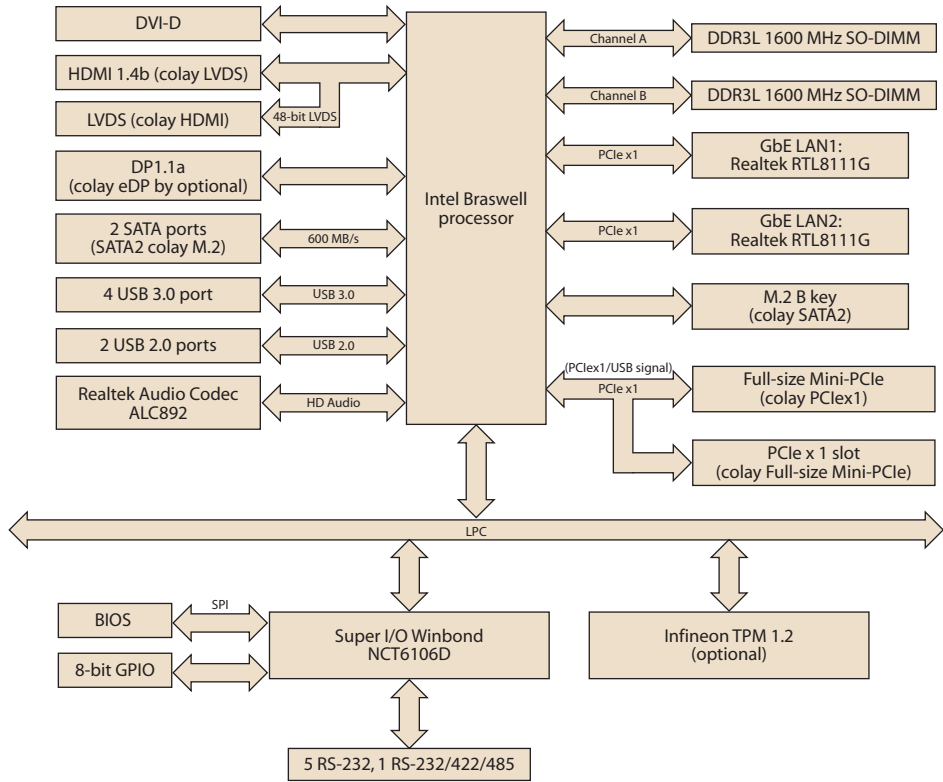 DVI-D
HDMI 1.4b (colay LVDS)
LVDS (colay HDMI)
48-bit LVDS
DP1.1a
(colay eDP by optional)
2 SATA ports
(SATA2 colay M.2)
600 MB/s
4 USB 3.0 port
USB 3.0
2 USB 2.0 ports
USB 2.0
Realtek Audio Codec
ALC892
HD Audio
Intel Braswell
processor
Channel A
DDR3L 1600 MHz SO-DIMM
Channel B
DDR3L 1600 MHz SO-DIMM
PCIe x1
GbE LAN1:
Realtek RTL8111G
PCIe x1
GbE LAN2:
Realtek RTL8111G
M.2 B key
(colay SATA2)
(PCIex1/USB signal)
PCIe x1
Full-size Mini-PCIe
(colay PCIex1)
PCIe x 1 slot
(colay Full-size Mini-PCIe)
LPC
BIOS
SPI
8-bit GPIO
Super I/O Winbond
NCT6106D
Infineon TPM 1.2
(optional)
5 RS-232, 1 RS-232/422/485